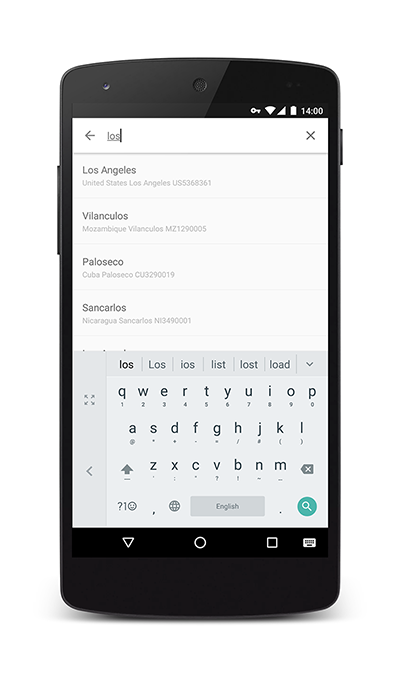 14:00
los
Los Angeles
United States Los Angeles US5368361
Vilanculos
Mozambique Vilanculos MZ1290005
Paloseco
Cuba Paloseco CU3290019
Sancarlos
Nicaragua Sancarlos NI3490001
los Los ios list lost load
q w e r t y u i o p
1 2 3 4 5 6 7 8 9 0
a s d f g h j k l
@ * + - = / # ( )
z x c v b n m
' : " ? ! ~ …
?1☺ , English .